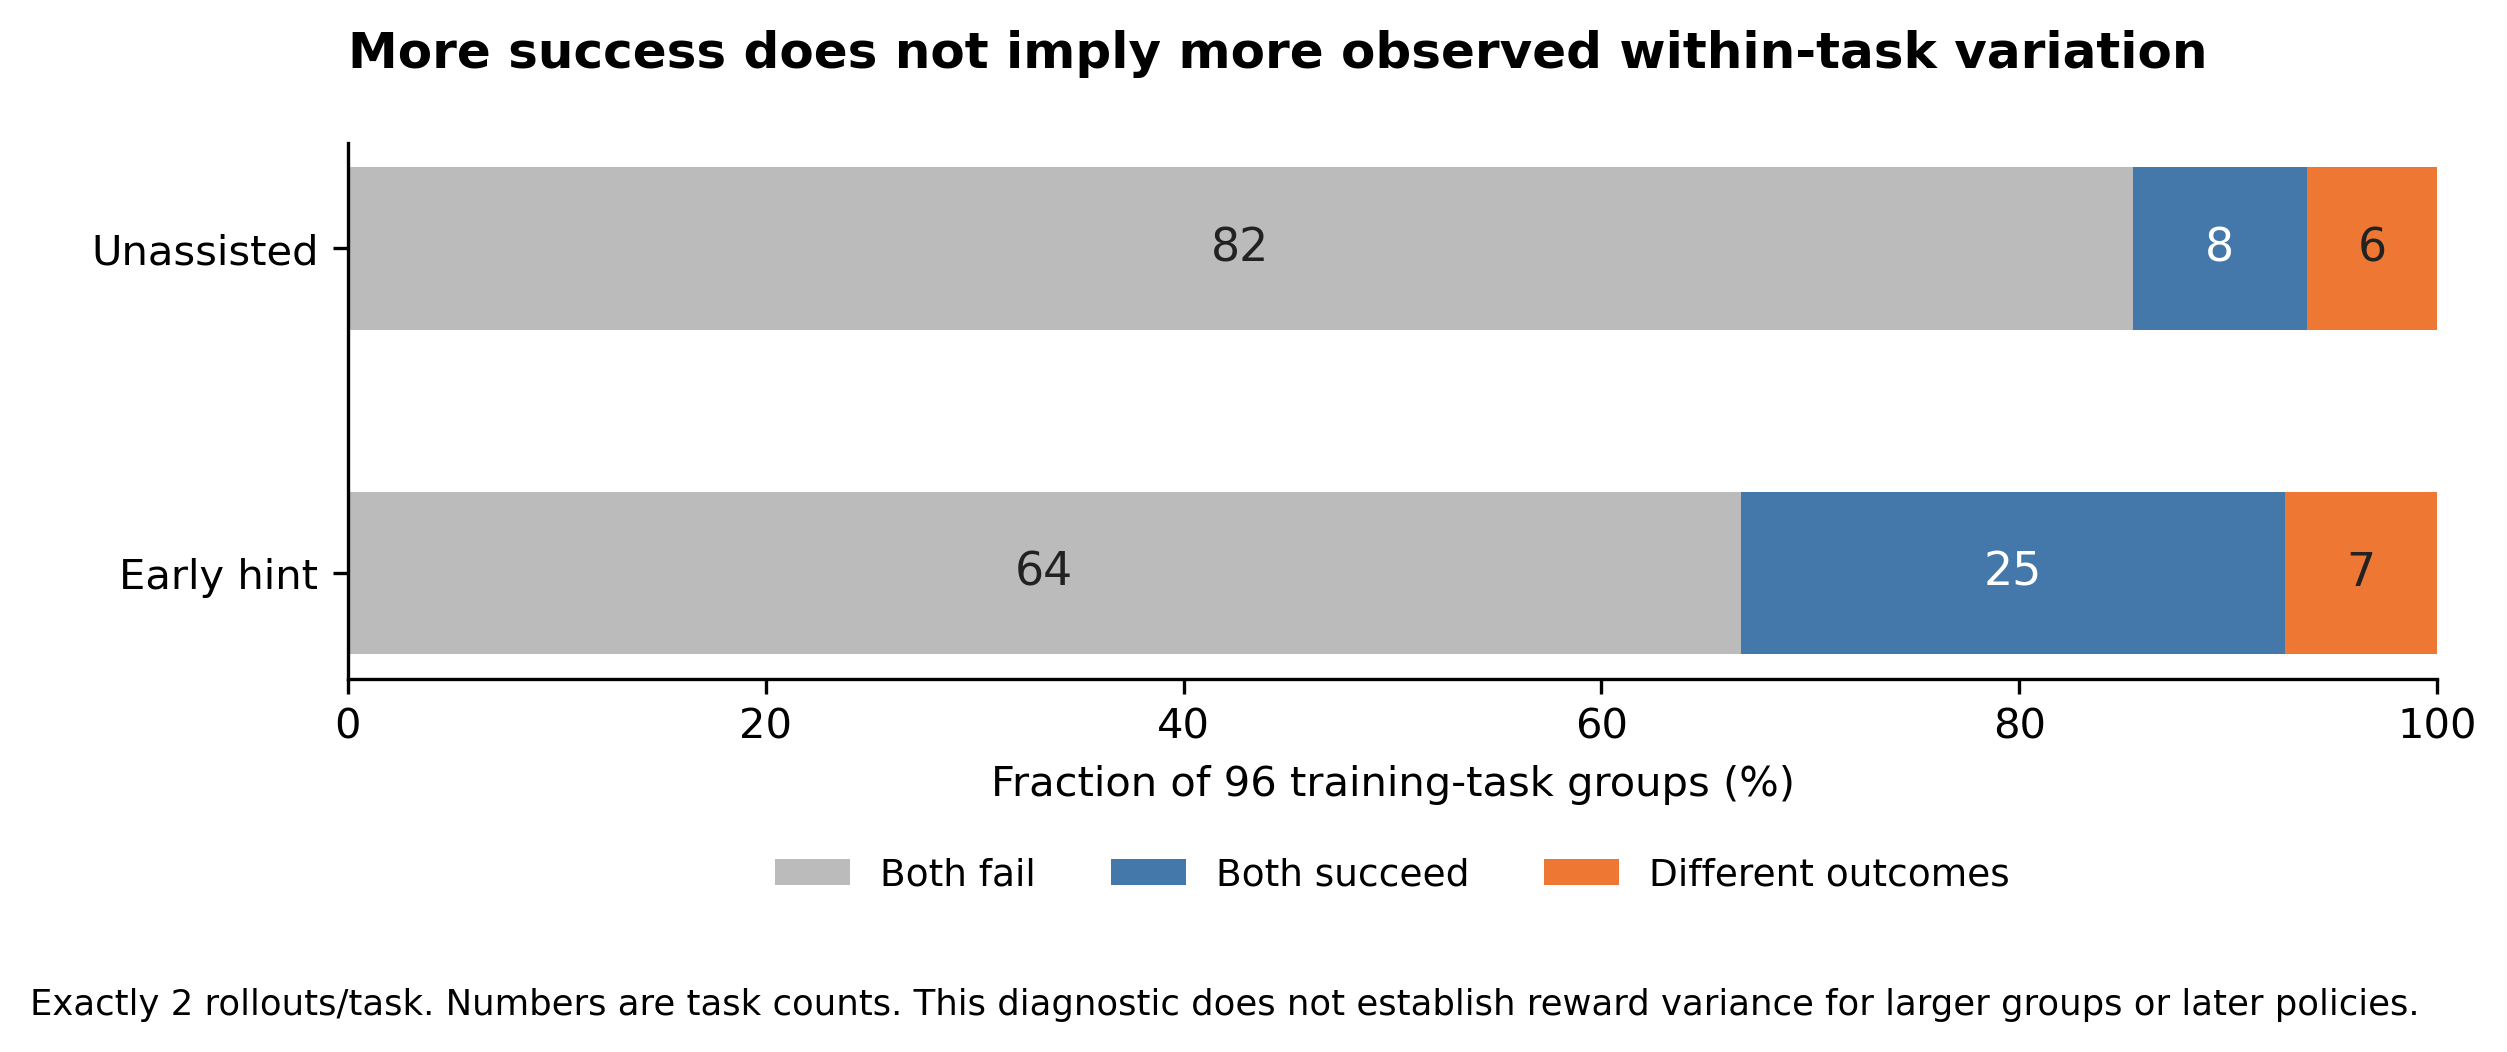 More success does not imply more observed within-task variation
Unassisted
82
8
6
Early hint
64
25
7
0 20 40 60 80 100
Fraction of 96 training-task groups (%)
Both fail Both succeed Different outcomes
Exactly 2 rollouts/task. Numbers are task counts. This diagnostic does not establish reward variance for larger groups or later policies.